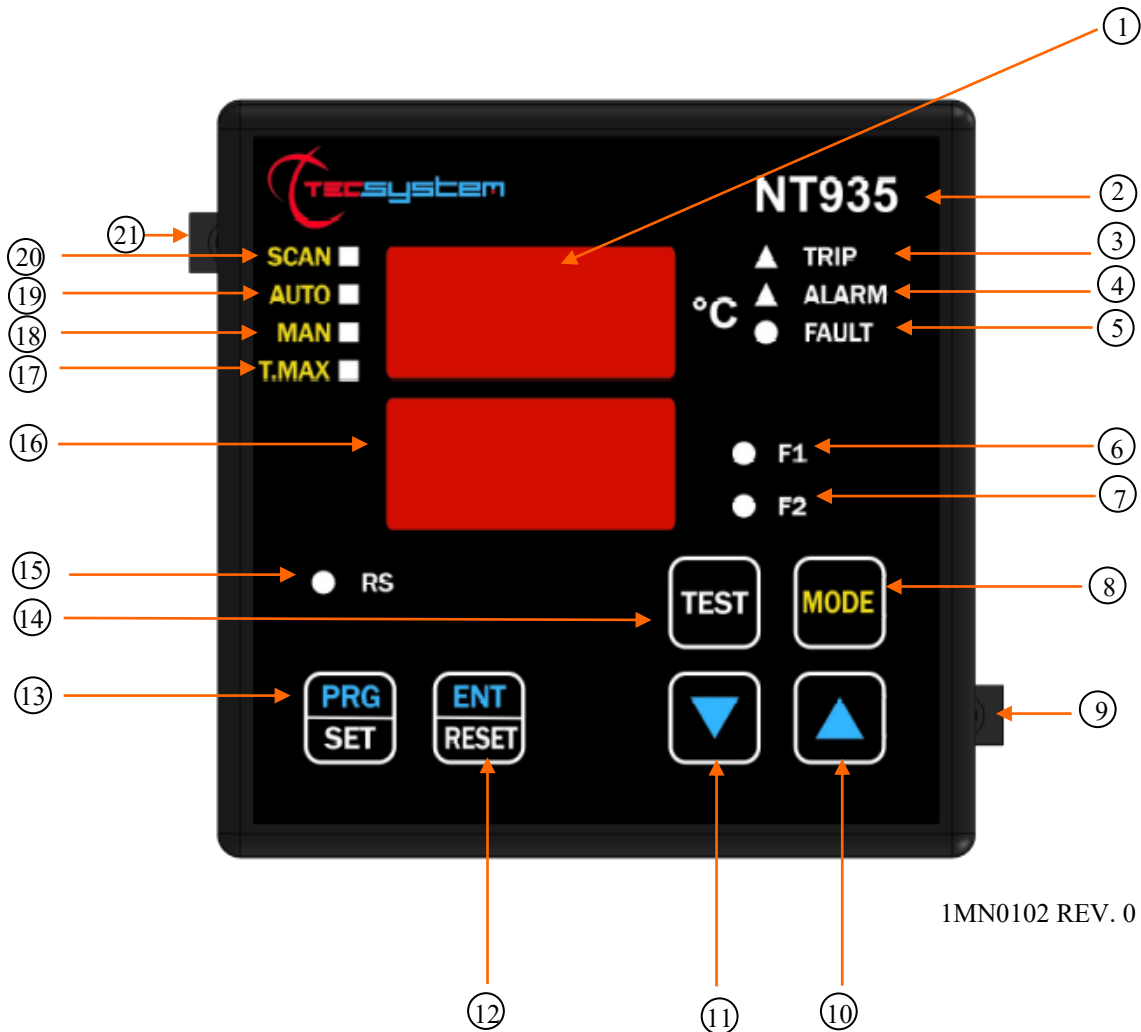 1
TECSYSTEM
NT935
2
21
20
SCAN
TRIP
3
19
AUTO
°C
ALARM
4
18
MAN
FAULT
5
17
T.MAX
16
F1
6
F2
7
15
RS
14
TEST
MODE
8
13
PRG
SET
ENT
RESET
9
1MN0102 REV. 0
12
11
10